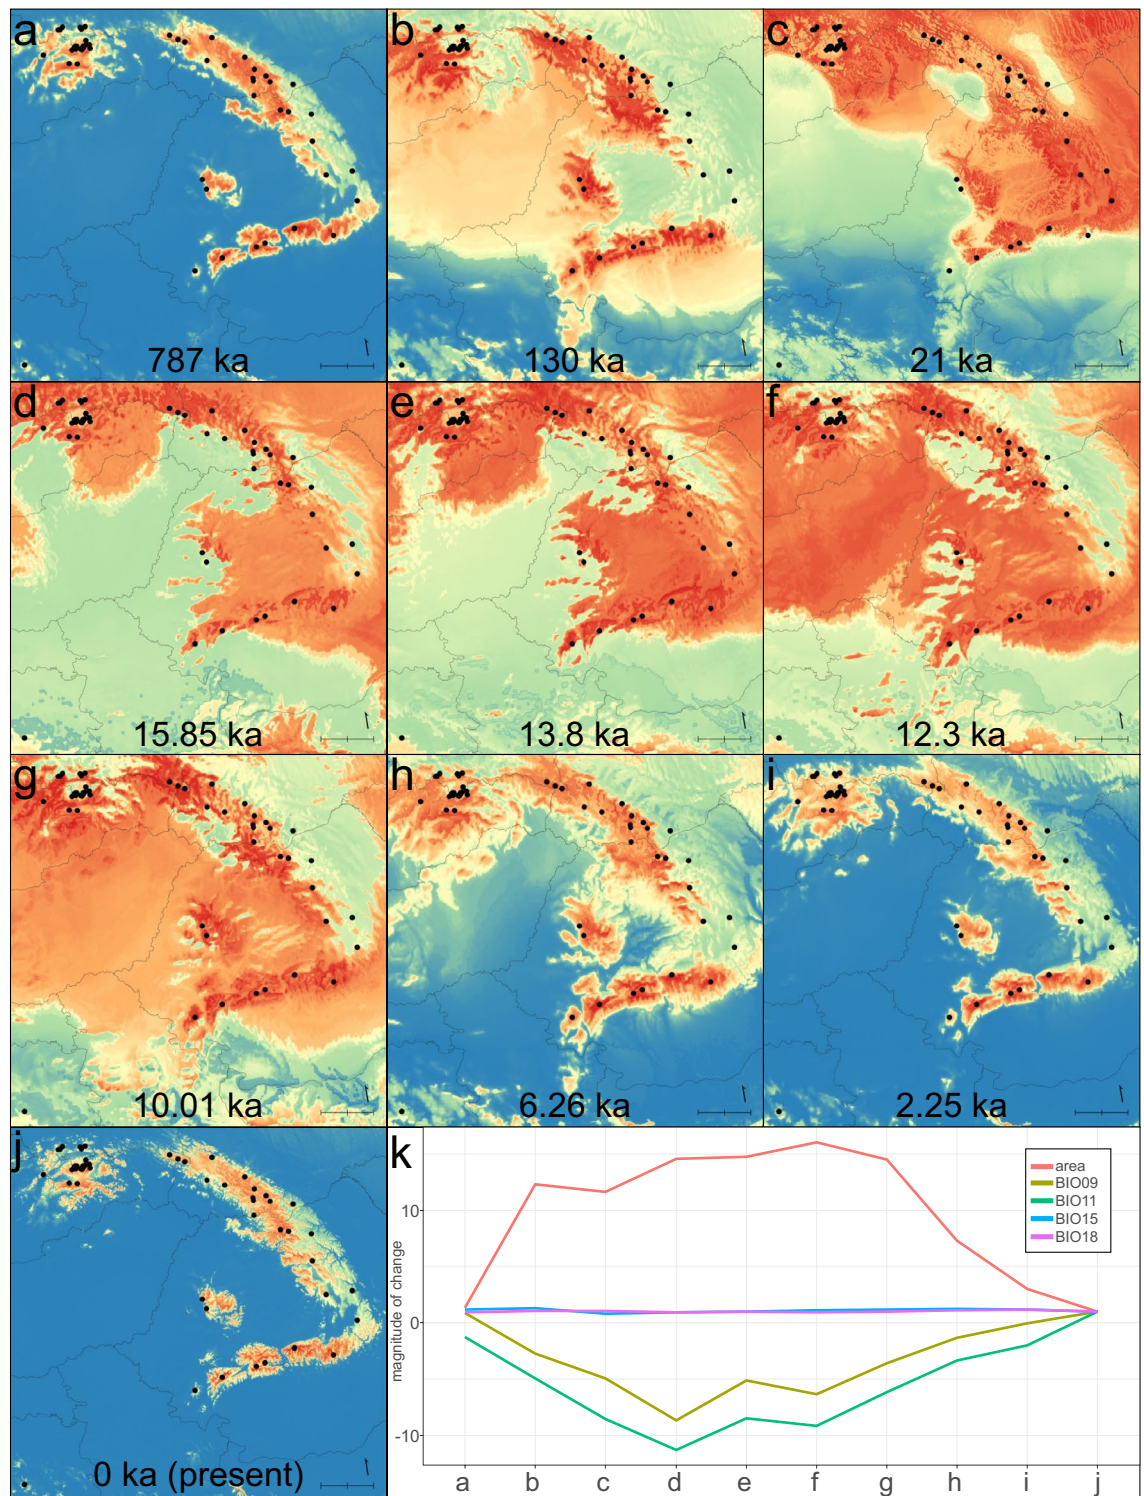 a
787 ka
b
130 ka
c
21 ka
d
15.85 ka
e
13.8 ka
f
12.3 ka
g
10.01 ka
h
6.26 ka
i
2.25 ka
j
0 ka (present)
k
magnitude of change
10
0
-10
area
BIO09
BIO11
BIO15
BIO18
a b c d e f g h i j